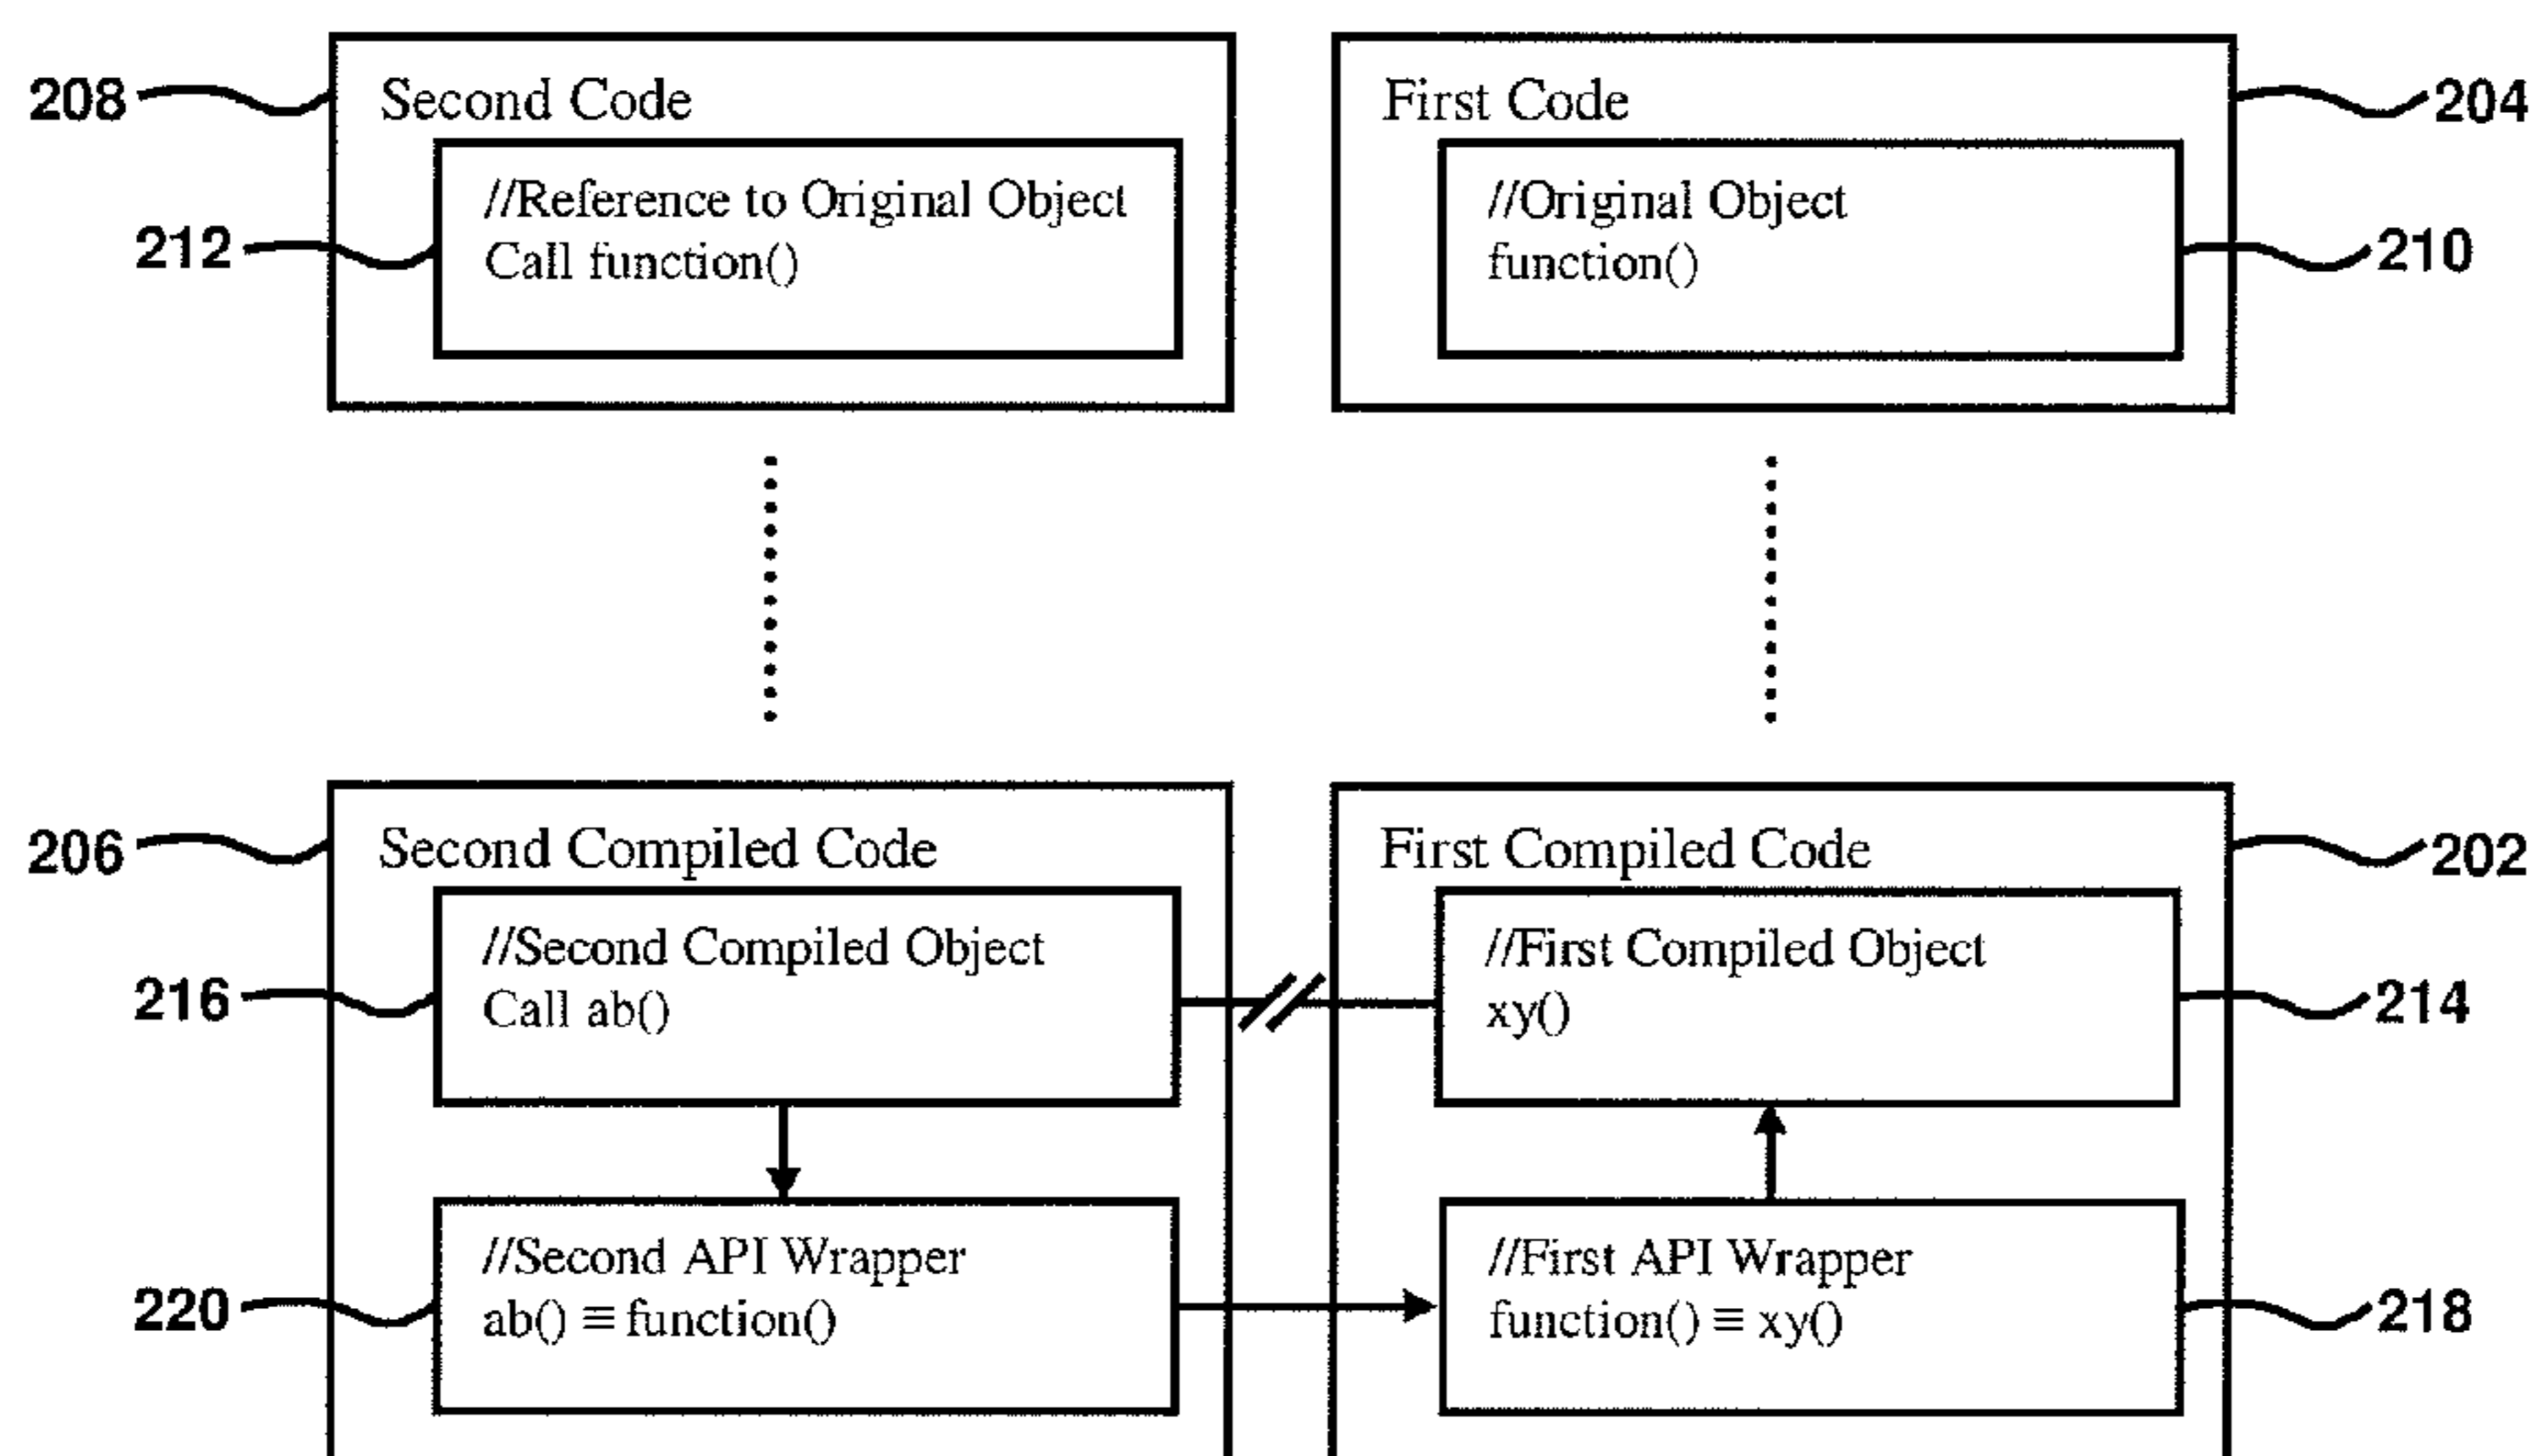 208
Second Code
//Reference to Original Object
212
Call function()
First Code
204
//Original Object
function()
210
206
Second Compiled Code
//Second Compiled Object
216
Call ab()
First Compiled Code
202
//First Compiled Object
xy()
214
//Second API Wrapper
220
ab() ≡ function()
//First API Wrapper
function() ≡ xy()
218